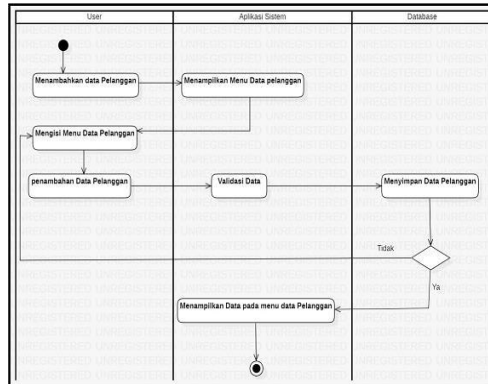 User
Aplikasi Sistem
Database
Menambahkan data Pelanggan
Menampilkan Menu Data pelanggan
Mengisi Menu Data Pelanggan
penambahan Data Pelanggan
Validasi Data
Menyimpan Data Pelanggan
Tidak
Ya
Menampilkan Data pada menu data Pelanggan